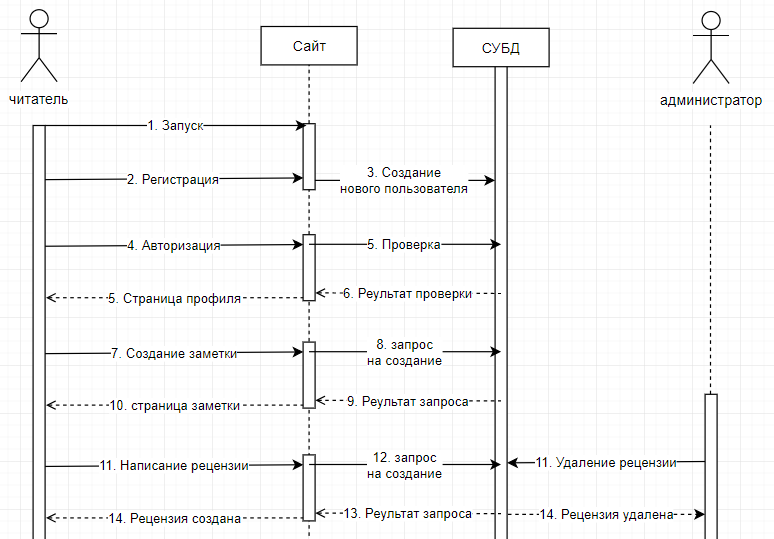 Сайт
СУБД
читатель
администратор
1. Запуск
2. Регистрация
3. Создание
нового пользователя
4. Авторизация
5. Проверка
6. Реультат проверки
5. Страница профиля
7. Создание заметки
8. запрос
на создание
9. Реультат запроса
10. страница заметки
11. Написание рецензии
12. запрос
на создание
11. Удаление рецензии
13. Реультат запроса
14. Рецензия удалена
14. Рецензия создана